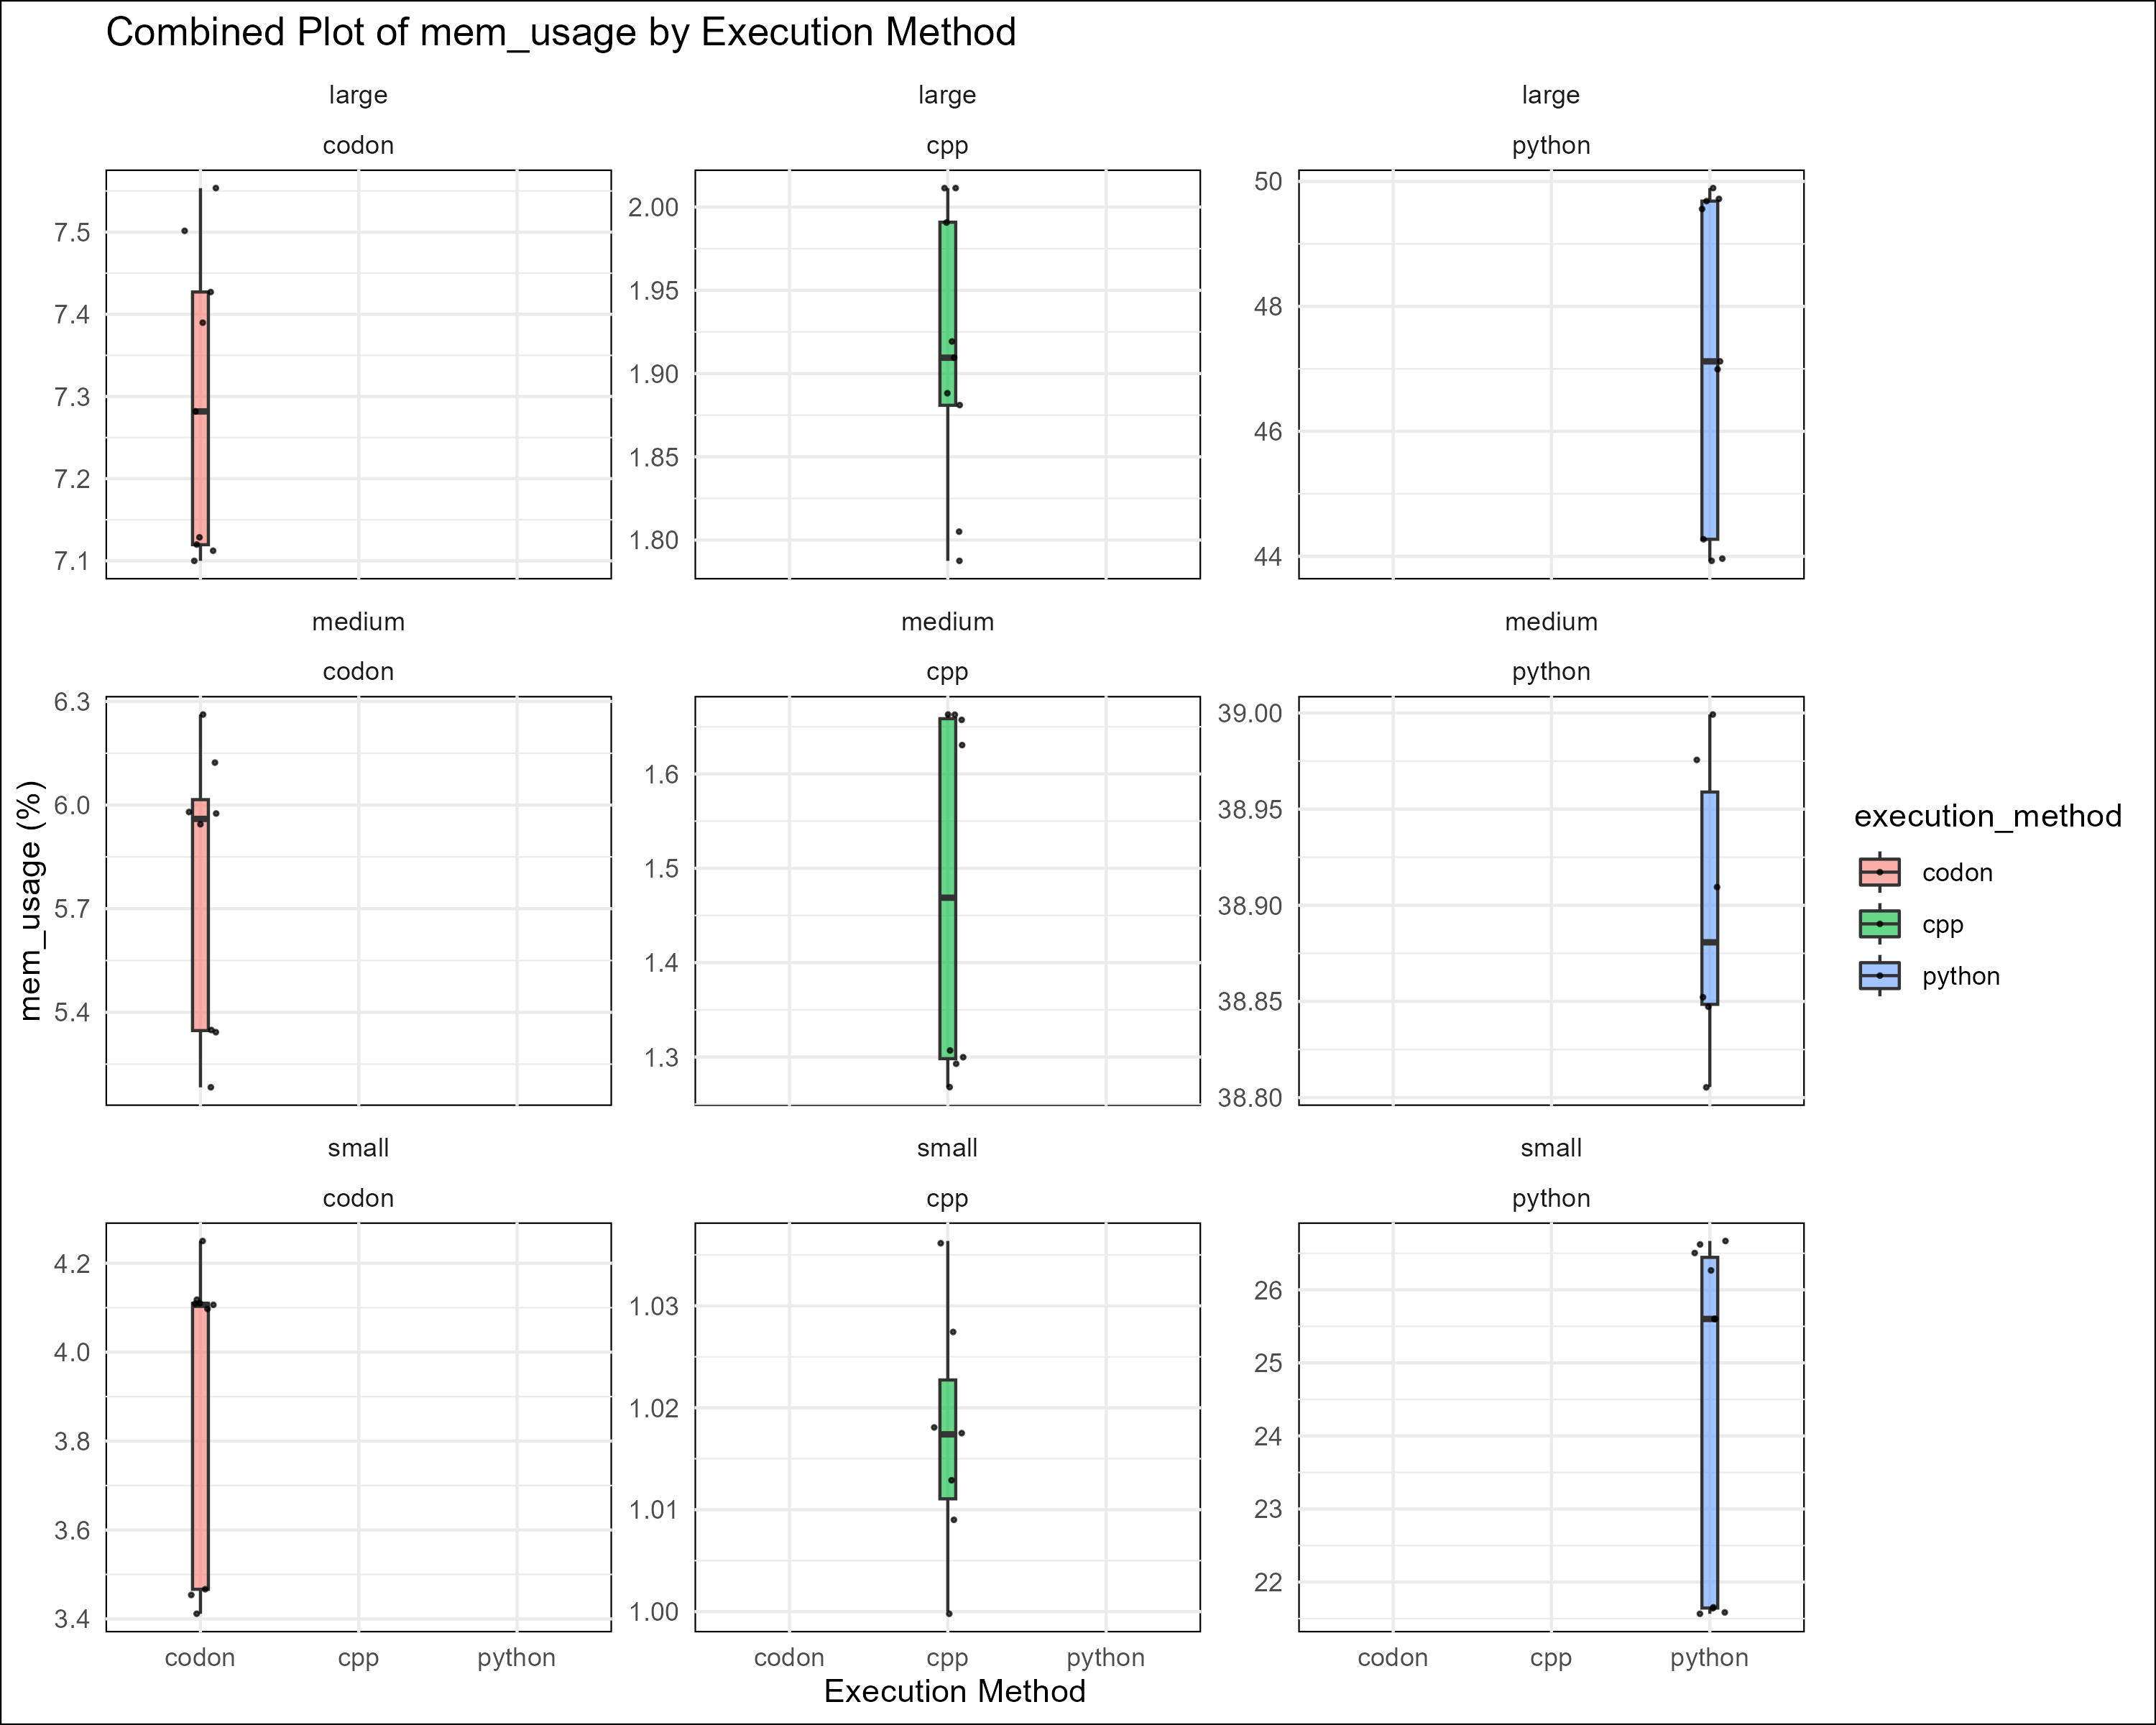 Combined Plot of mem_usage by Execution Method
large
large
large
codon
cpp
python
7.5
7.4
7.3
7.2
7.1
2.00
1.95
1.90
1.85
1.80
50
48
46
44
medium
medium
medium
codon
cpp
python
6.3
6.0
5.7
5.4
1.6
1.5
1.4
1.3
39.00
38.95
38.90
38.85
38.80
small
small
small
codon
cpp
python
4.2
4.0
3.8
3.6
3.4
1.03
1.02
1.01
1.00
26
25
24
23
22
codon cpp python
codon cpp python
codon cpp python
Execution Method
mem_usage (%)
execution_method
codon
cpp
python